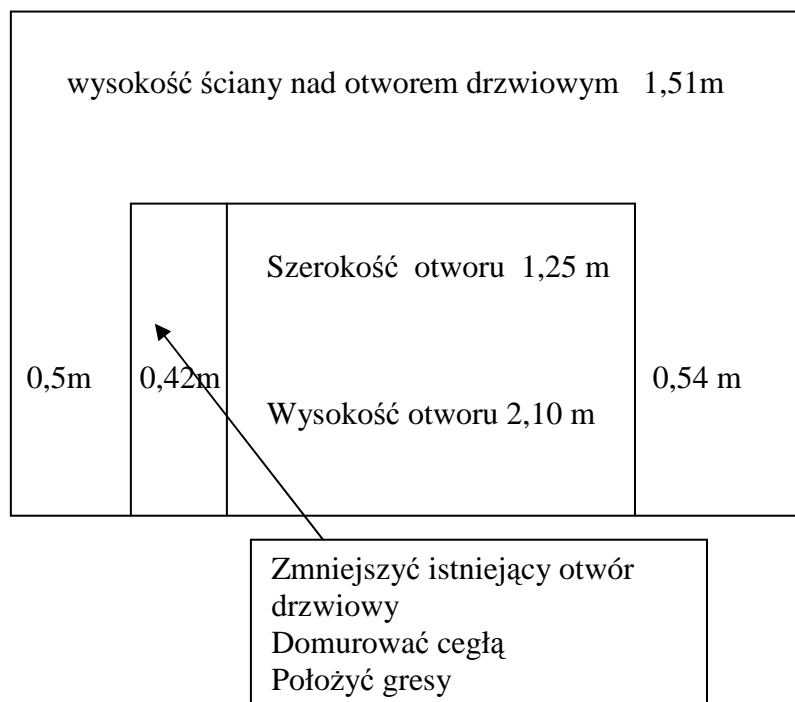 wysokość ściany nad otworem drzwiowym 1,51m
Szerokość otworu 1,25 m
0,5m 0,42m 0,54 m
Wysokość otworu 2,10 m
Zmniejszyć istniejący otwór
drzwiowy
Domurować cegłą
Położyć gresy